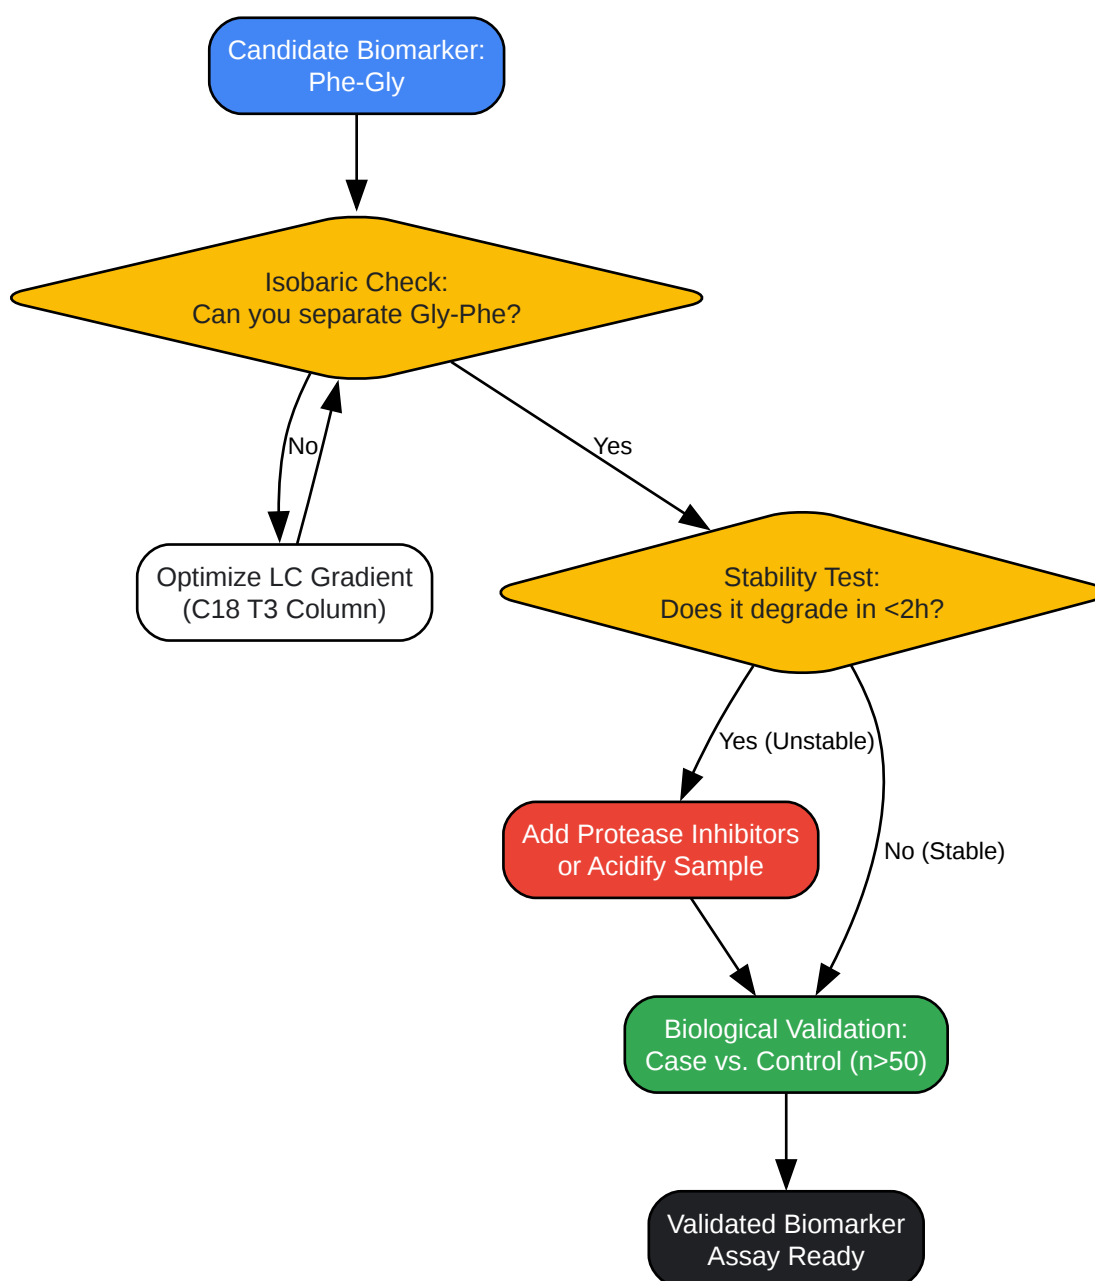 Candidate Biomarker:
Phe-Gly
Isobaric Check:
Can you separate Gly-Phe?
No
Yes
Optimize LC Gradient
(C18 T3 Column)
Stability Test:
Does it degrade in <2h?
Yes (Unstable)
Add Protease Inhibitors
or Acidify Sample
No (Stable)
Biological Validation:
Case vs. Control (n>50)
Validated Biomarker
Assay Ready